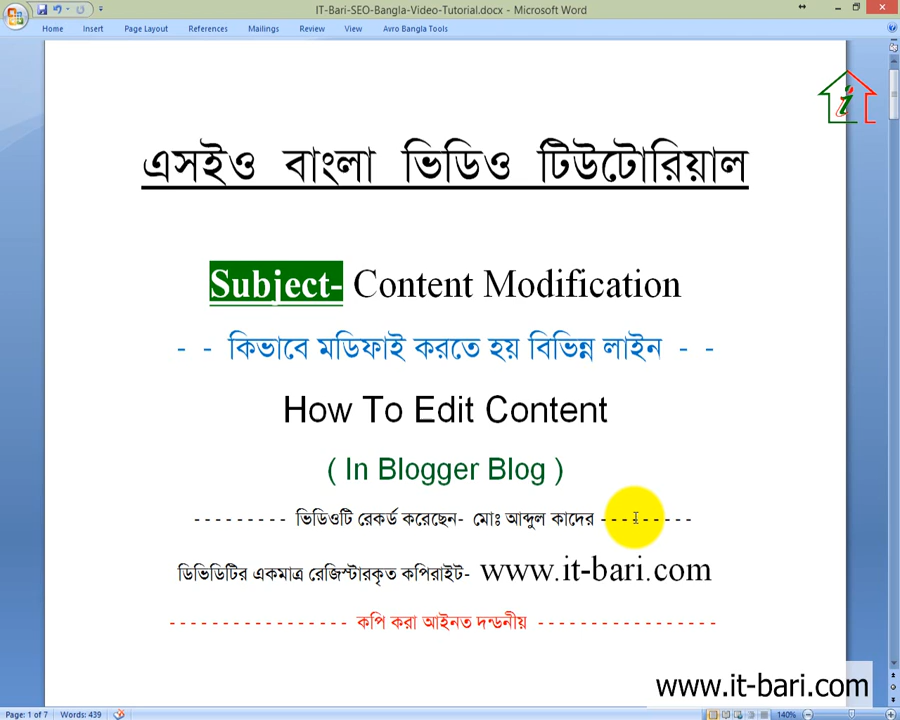 IT-Bari-SEO-Bangla-Video-Tutorial.docx - Microsoft Word
Home Insert Page Layout References Mailings Review View Avro Bangla Tools
এসইও বাংলা ভিডিও টিউটোরিয়াল
Subject- Content Modification
- - কিভাবে মডিফাই করতে হয় বিভিন্ন লাইন - -
How To Edit Content
( In Blogger Blog )
- - - - - - - - - ভিডিওটি রেকর্ড করেছেন- মোঃ আব্দুল কাদের - - - - - - - - -
ডিভিডিটির একমাত্র রেজিস্টারকৃত কপিরাইট- www.it-bari.com
- - - - - - - - - - - - - - - - - কপি করা আইনত দন্ডনীয় - - - - - - - - - - - - - - - - -
www.it-bari.com
Page: 1 of 7 Words: 439 140%